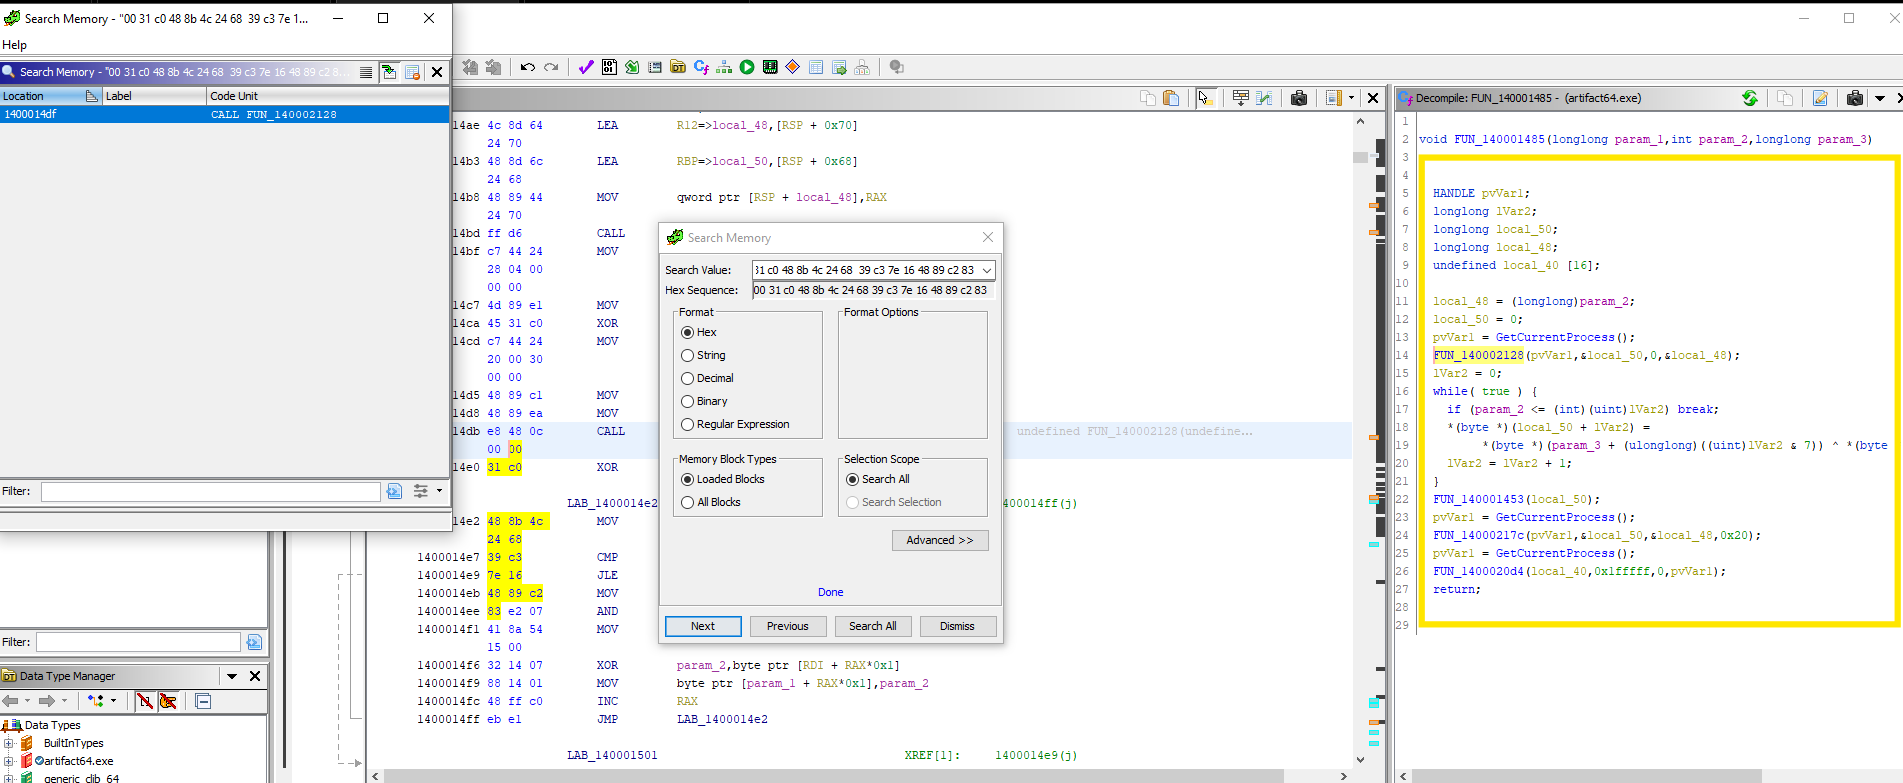 Search Memory - "00 31 c0 48 8b 4c 24 68  39 c3 7e 1...
Help
Search Memory - "00 31 c0 48 8b 4c 24 68 39 c3 7e 16 48 89 c2 8...
Location Label Code Unit
1400014df CALL FUN_140002128
Filter:
Filter:
Data Type Manager
Data Types
BuiltInTypes
artifact64.exe
generic_clib_64
14ae 4c 8d 64 LEA R12=>local_48,[RSP + 0x70]
24 70
14b3 48 8d 6c LEA RBP=>local_50,[RSP + 0x68]
24 68
14b8 48 89 44 MOV qword ptr [RSP + local_48],RAX
24 70
14bd ff d6 CALL
14bf c7 44 24 MOV
28 04 00
00 00
14c7 4d 89 e1 MOV
14ca 45 31 c0 XOR
14cd c7 44 24 MOV
20 00 30
00 00
14d5 48 89 c1 MOV
14d8 48 89 ea MOV
14db e8 48 0c CALL undefined FUN_140002128(undefine...
00 00
14e0 31 c0 XOR
LAB_1400014e2 400014ff(j)
14e2 48 8b 4c MOV
24 68
1400014e7 39 c3 CMP
1400014e9 7e 16 JLE
1400014eb 48 89 c2 MOV
1400014ee 83 e2 07 AND
1400014f1 41 8a 54 MOV
15 00
1400014f6 32 14 07 XOR param_2,byte ptr [RDI + RAX*0x1]
1400014f9 88 14 01 MOV byte ptr [param_1 + RAX*0x1],param_2
1400014fc 48 ff c0 INC RAX
1400014ff eb e1 JMP LAB_1400014e2
LAB_140001501 XREF[1]: 1400014e9(j)
Search Memory
Search Value: 31 c0 48 8b 4c 24 68  39 c3 7e 16 48 89 c2 83
Hex Sequence: 00 31 c0 48 8b 4c 24 68 39 c3 7e 16 48 89 c2 83
Format
Hex
String
Decimal
Binary
Regular Expression
Format Options
Memory Block Types
Loaded Blocks
All Blocks
Selection Scope
Search All
Search Selection
Advanced >>
Done
Next Previous Search All Dismiss
Decompile: FUN_140001485 - (artifact64.exe)
1
2 void FUN_140001485(longlong param_1,int param_2,longlong param_3)
3
4
5 HANDLE pvVar1;
6 longlong lVar2;
7 longlong local_50;
8 longlong local_48;
9 undefined local_40 [16];
10
11 local_48 = (longlong)param_2;
12 local_50 = 0;
13 pvVar1 = GetCurrentProcess();
14 FUN_140002128(pvVar1,&local_50,0,&local_48);
15 lVar2 = 0;
16 while( true ) {
17 if (param_2 <= (int)(uint)lVar2) break;
18 *(byte *)(local_50 + lVar2) =
19 *(byte *)(param_3 + (ulonglong)((uint)lVar2 & 7)) ^ *(byte
20 lVar2 = lVar2 + 1;
21 }
22 FUN_140001453(local_50);
23 pvVar1 = GetCurrentProcess();
24 FUN_14000217c(pvVar1,&local_50,&local_48,0x20);
25 pvVar1 = GetCurrentProcess();
26 FUN_1400020d4(local_40,0x1fffff,0,pvVar1);
27 return;
28
29